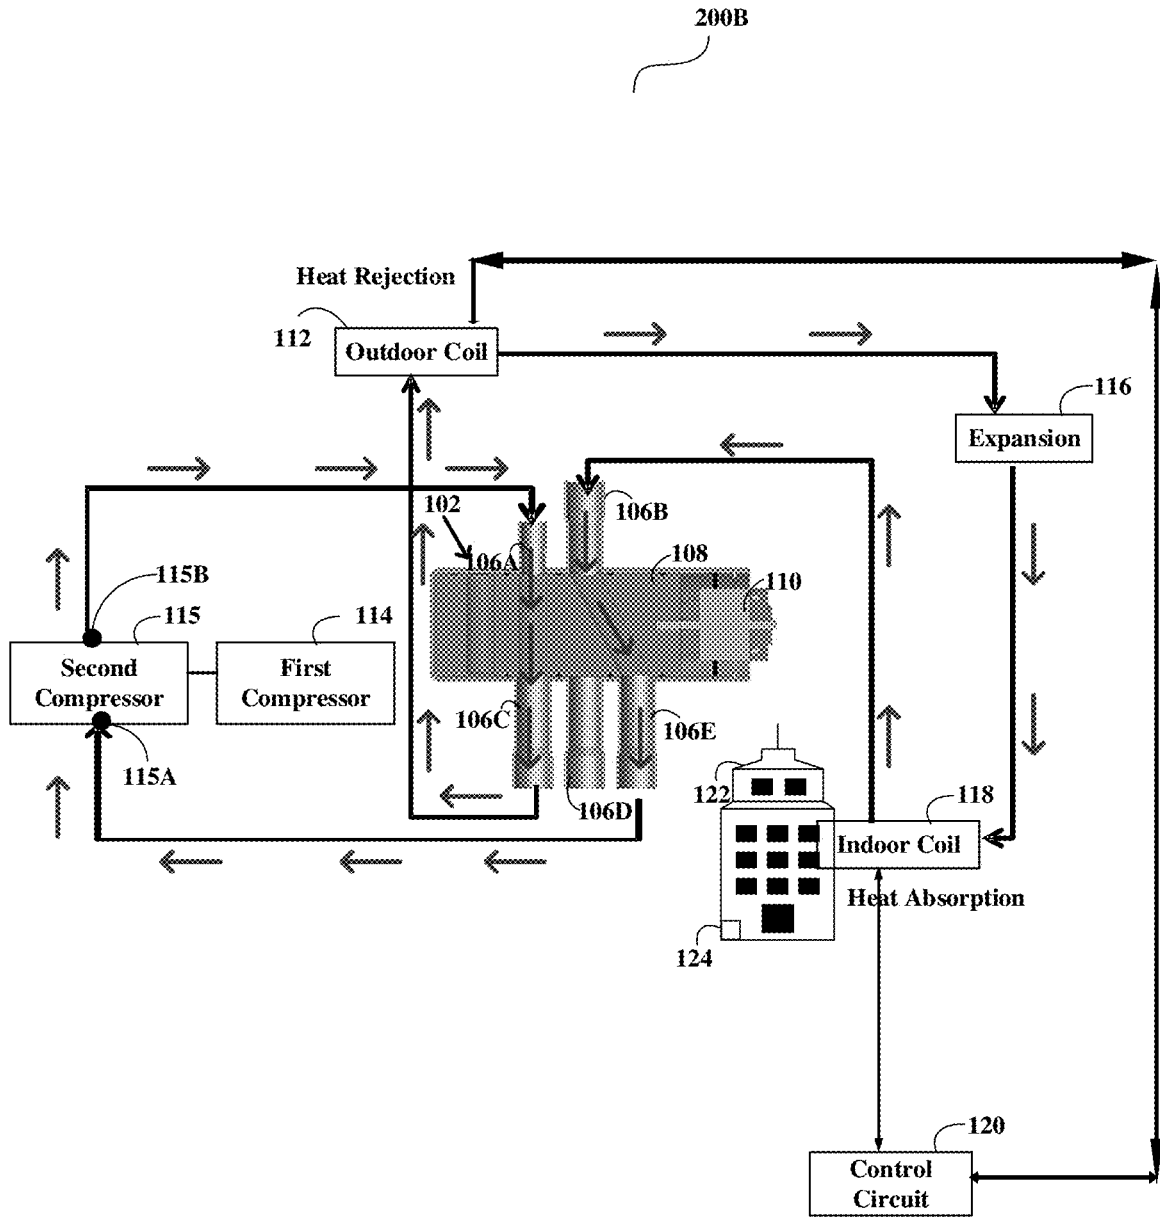 200B
Heat Rejection
112
Outdoor Coil
116
Expansion
102
106B
106A
108
110
115B
115
114
Second
Compressor
First
Compressor
106C
106E
115A
122
106D
118
Indoor Coil
Heat Absorption
124
120
Control
Circuit